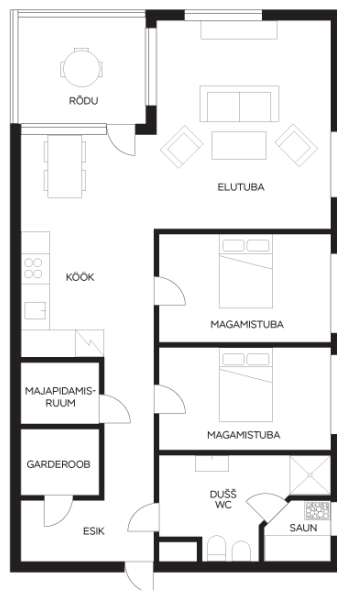 RÕDU
ELUTUBA
KÖÖK
MAGAMISTUBA
MAJAPIDAMIS-
RUUM
MAGAMISTUBA
GARDEROOB
DUŠŠ
WC
SAUN
ESIK